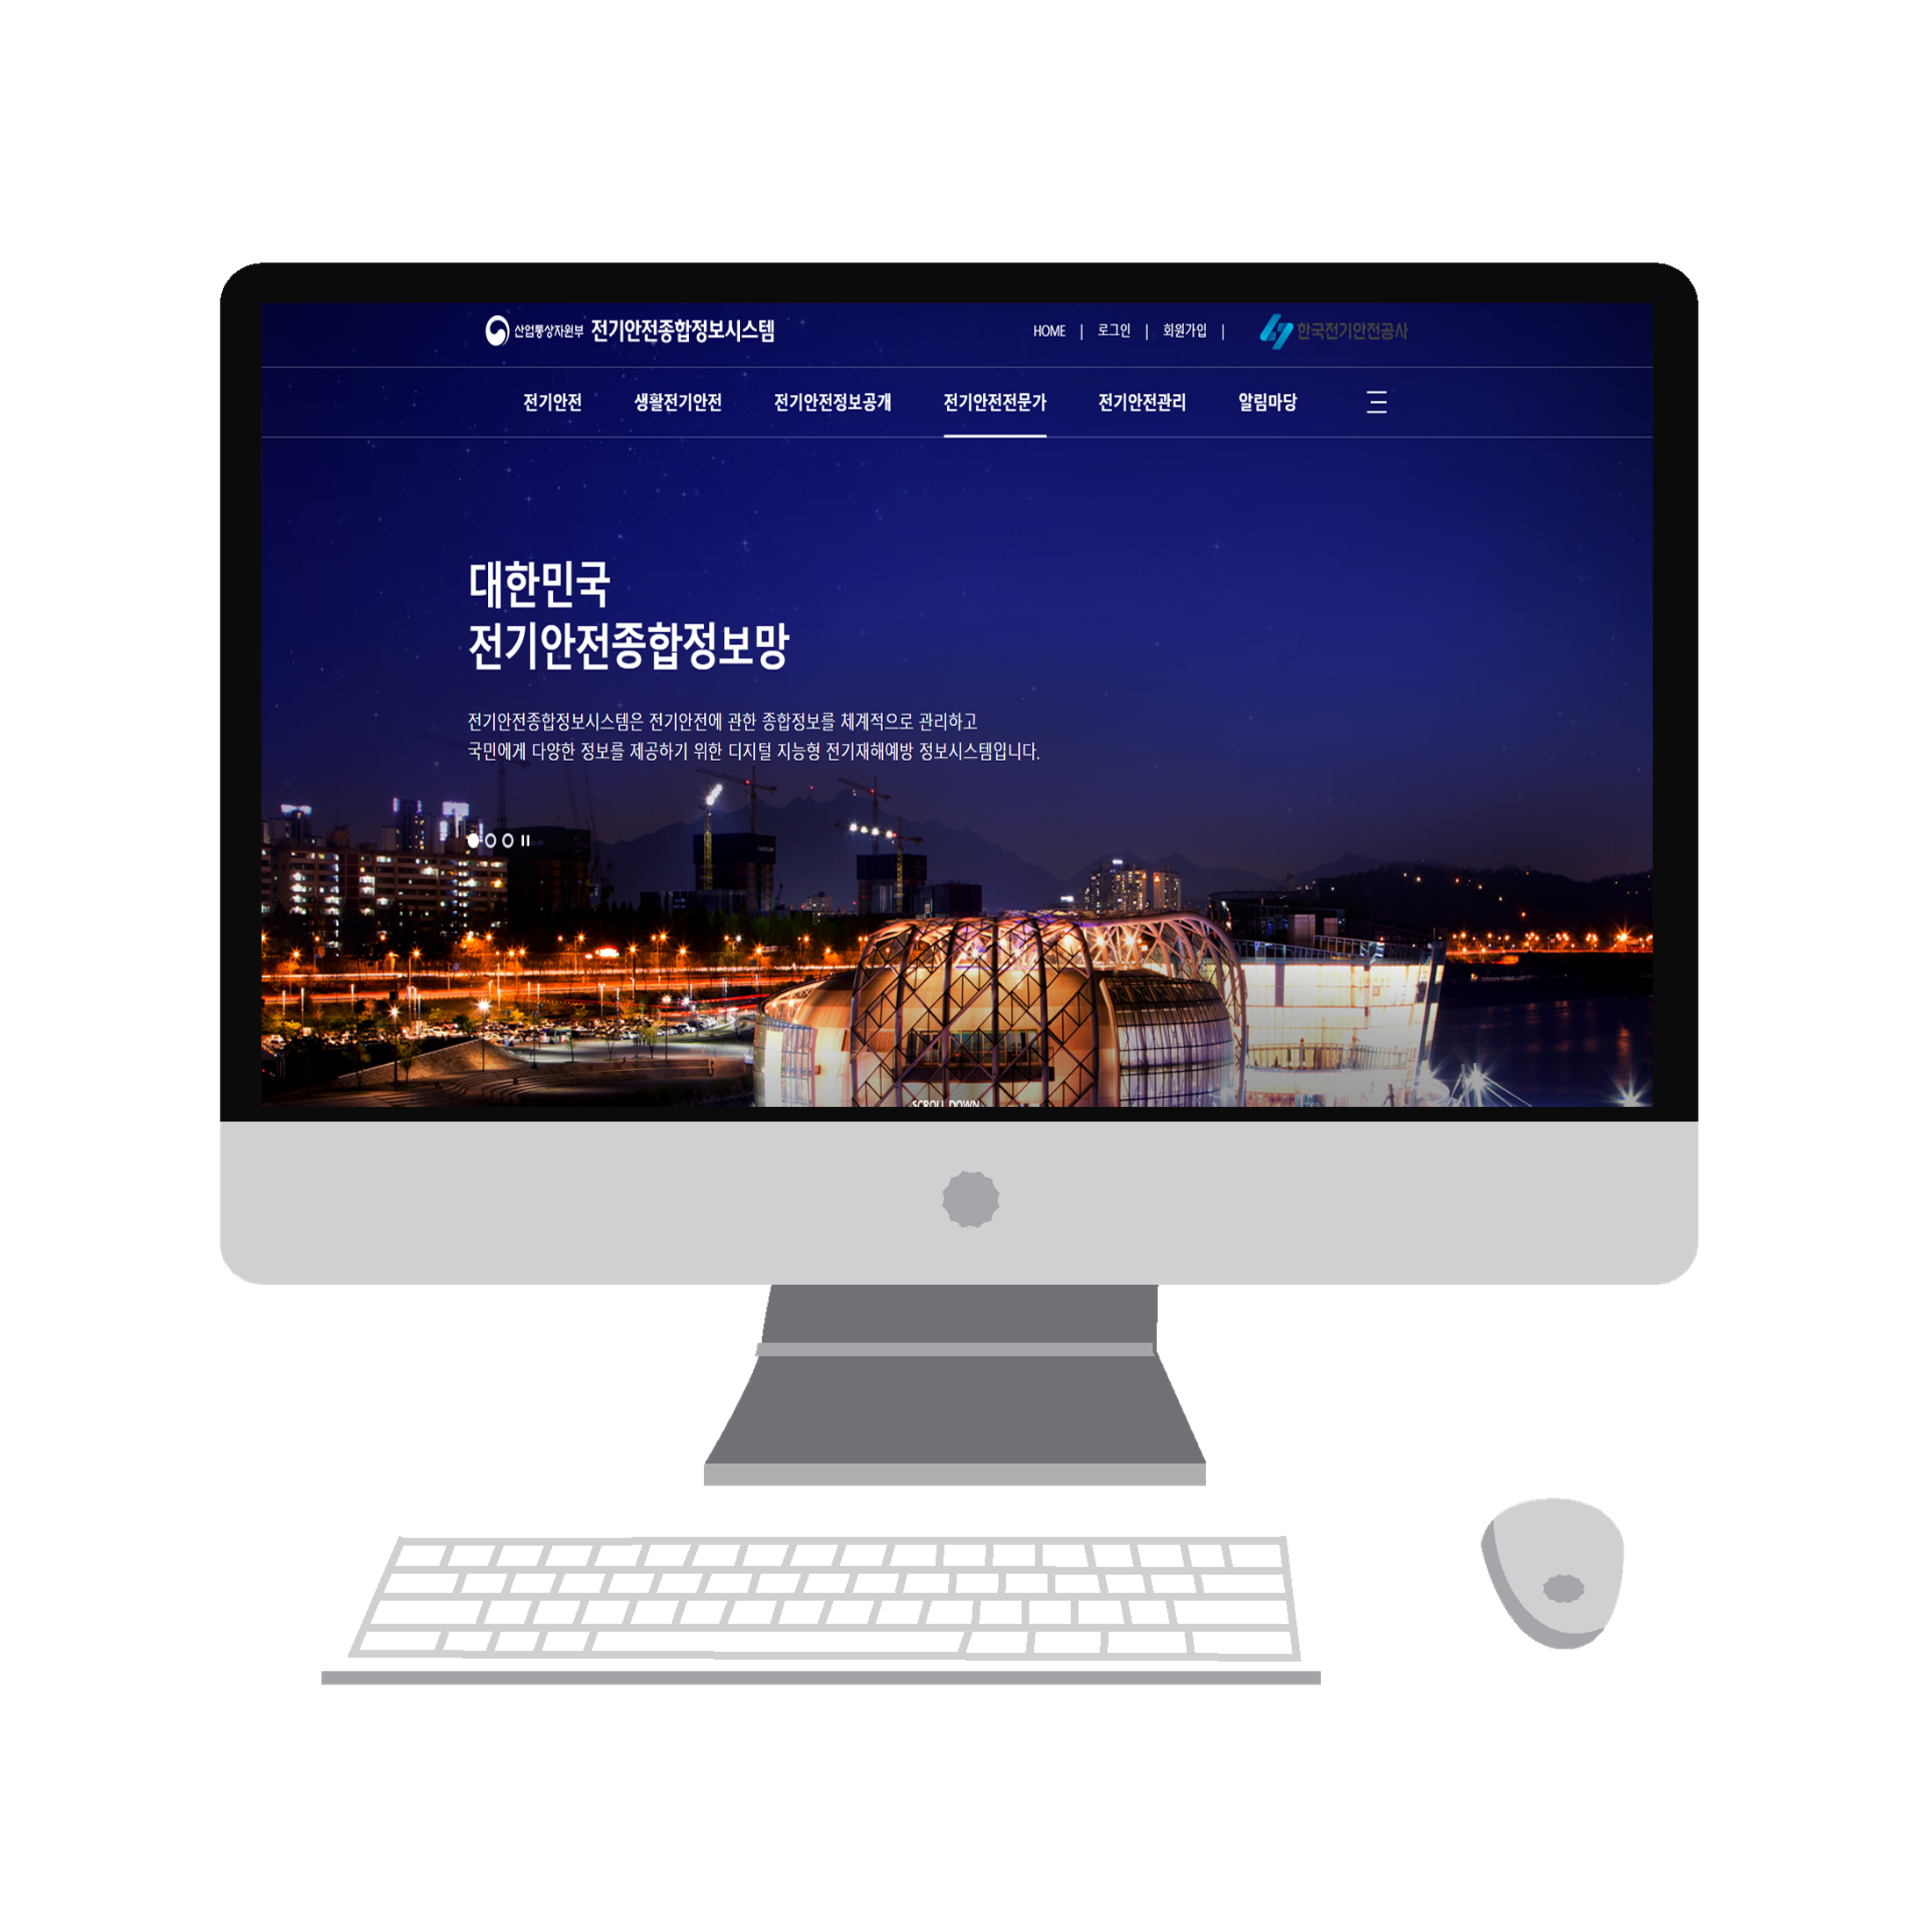 산업통상자원부 전기안전종합정보시스템
HOME | 로그인 | 회원가입 |
한국전기안전공사
전기안전 생활전기안전 전기안전정보공개 전기안전전문가 전기안전관리 알림마당
대한민국
전기안전종합정보망
전기안전종합정보시스템은 전기안전에 관한 종합정보를 체계적으로 관리하고
국민에게 다양한 정보를 제공하기 위한 디지털 지능형 전기재해예방 정보시스템입니다.
SCROLL DOWN